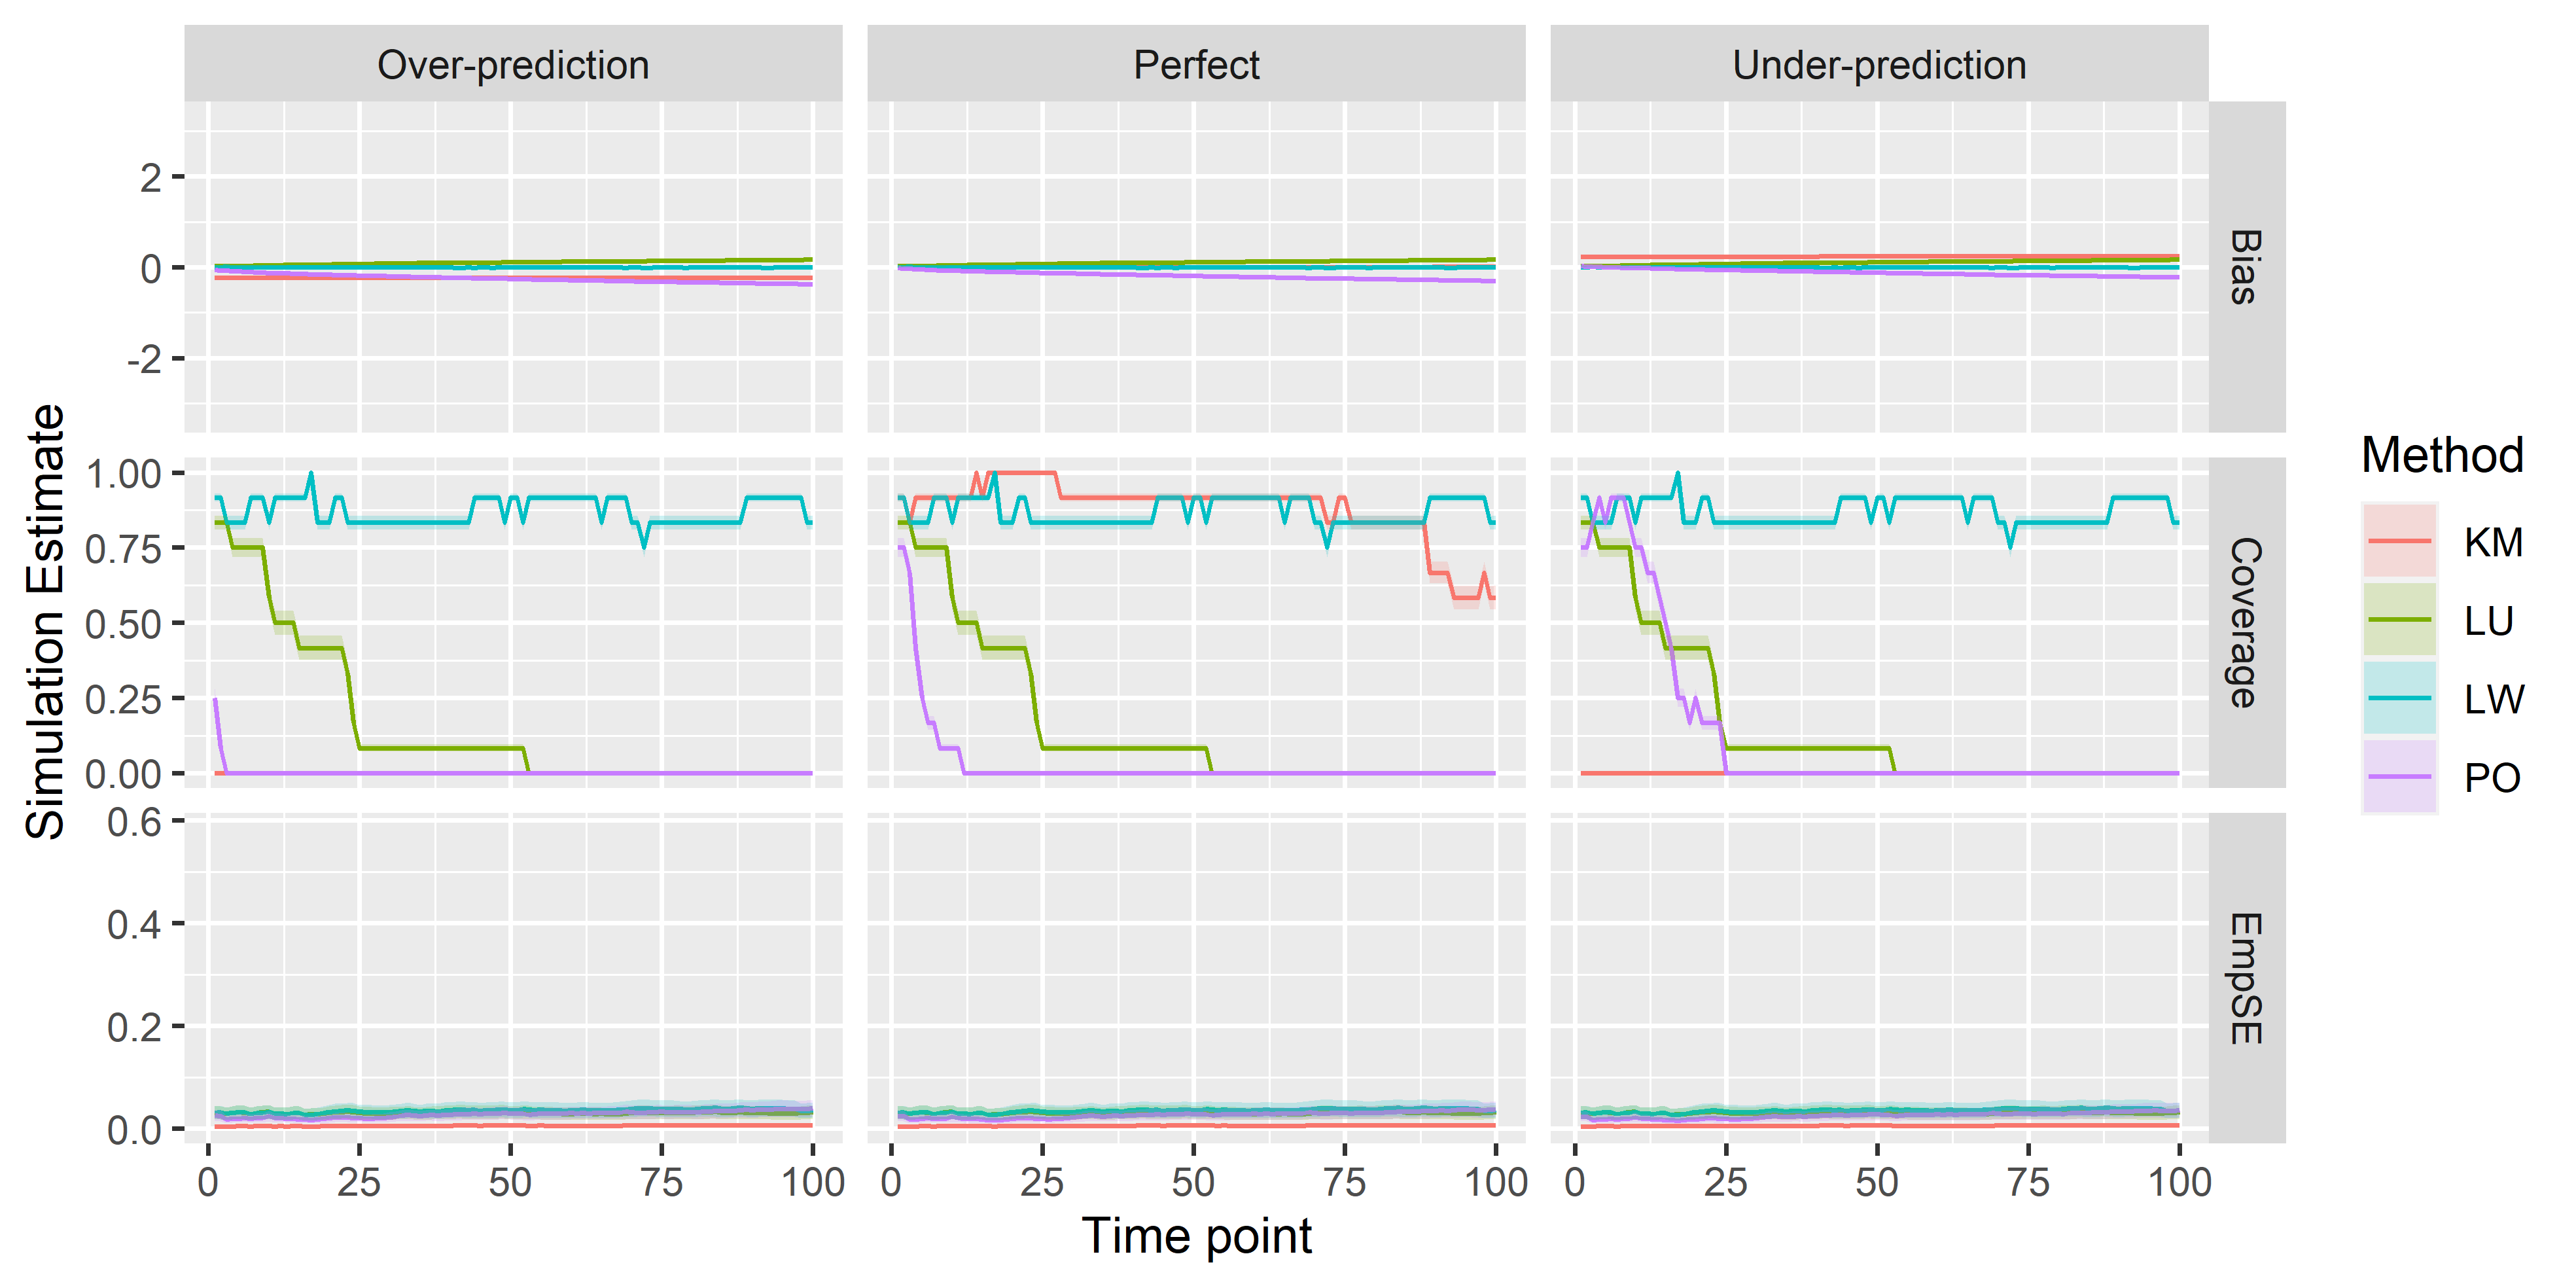 Over-prediction
Perfect
Under-prediction
2
0
-2
Bias
Simulation Estimate
1.00
0.75
0.50
0.25
0.00
Coverage
0.6
0.4
0.2
0.0
EmpSE
0 25 50 75 100
0 25 50 75 100
0 25 50 75 100
Time point
Method
KM
LU
LW
PO